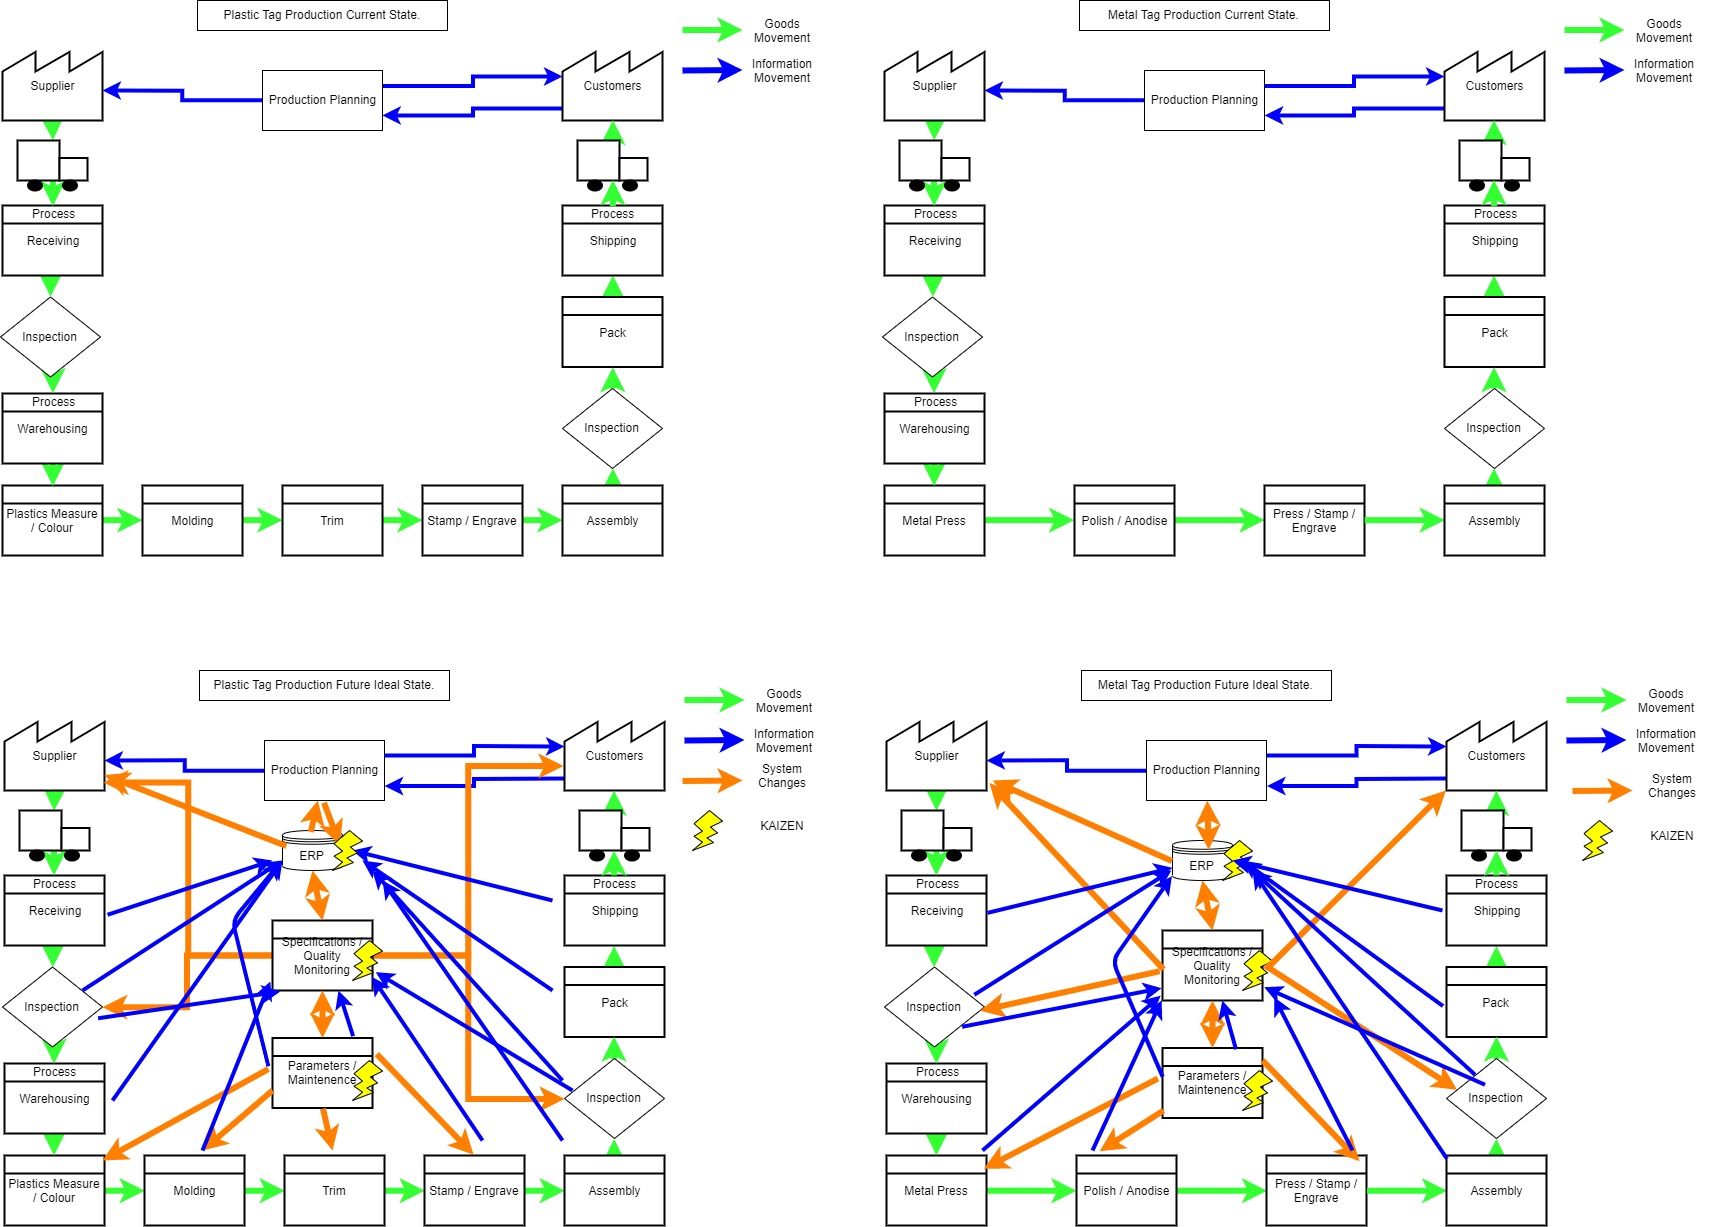 Plastic Tag Production Current State.
Goods
Movement
Information
Movement
Supplier
Production Planning
Customers
Process
Receiving
Process
Shipping
Inspection
Pack
Process
Warehousing
Inspection
Plastics Measure
/ Colour
Molding
Trim
Stamp / Engrave
Assembly
Metal Tag Production Current State.
Goods
Movement
Information
Movement
Supplier
Production Planning
Customers
Process
Receiving
Process
Shipping
Inspection
Pack
Process
Warehousing
Inspection
Metal Press
Polish / Anodise
Press / Stamp /
Engrave
Assembly
Plastic Tag Production Future Ideal State.
Goods
Movement
Information
Movement
System
Changes
KAIZEN
Supplier
Production Planning
Customers
ERP
Process
Receiving
Process
Shipping
Specifications /
Quality
Monitoring
Inspection
Pack
Process
Warehousing
Parameters /
Maintenence
Inspection
Plastics Measure
/ Colour
Molding
Trim
Stamp / Engrave
Assembly
Metal Tag Production Future Ideal State.
Goods
Movement
Information
Movement
System
Changes
KAIZEN
Supplier
Production Planning
Customers
ERP
Process
Receiving
Process
Shipping
Specifications /
Quality
Monitoring
Inspection
Pack
Process
Warehousing
Parameters /
Maintenence
Inspection
Metal Press
Polish / Anodise
Press / Stamp /
Engrave
Assembly